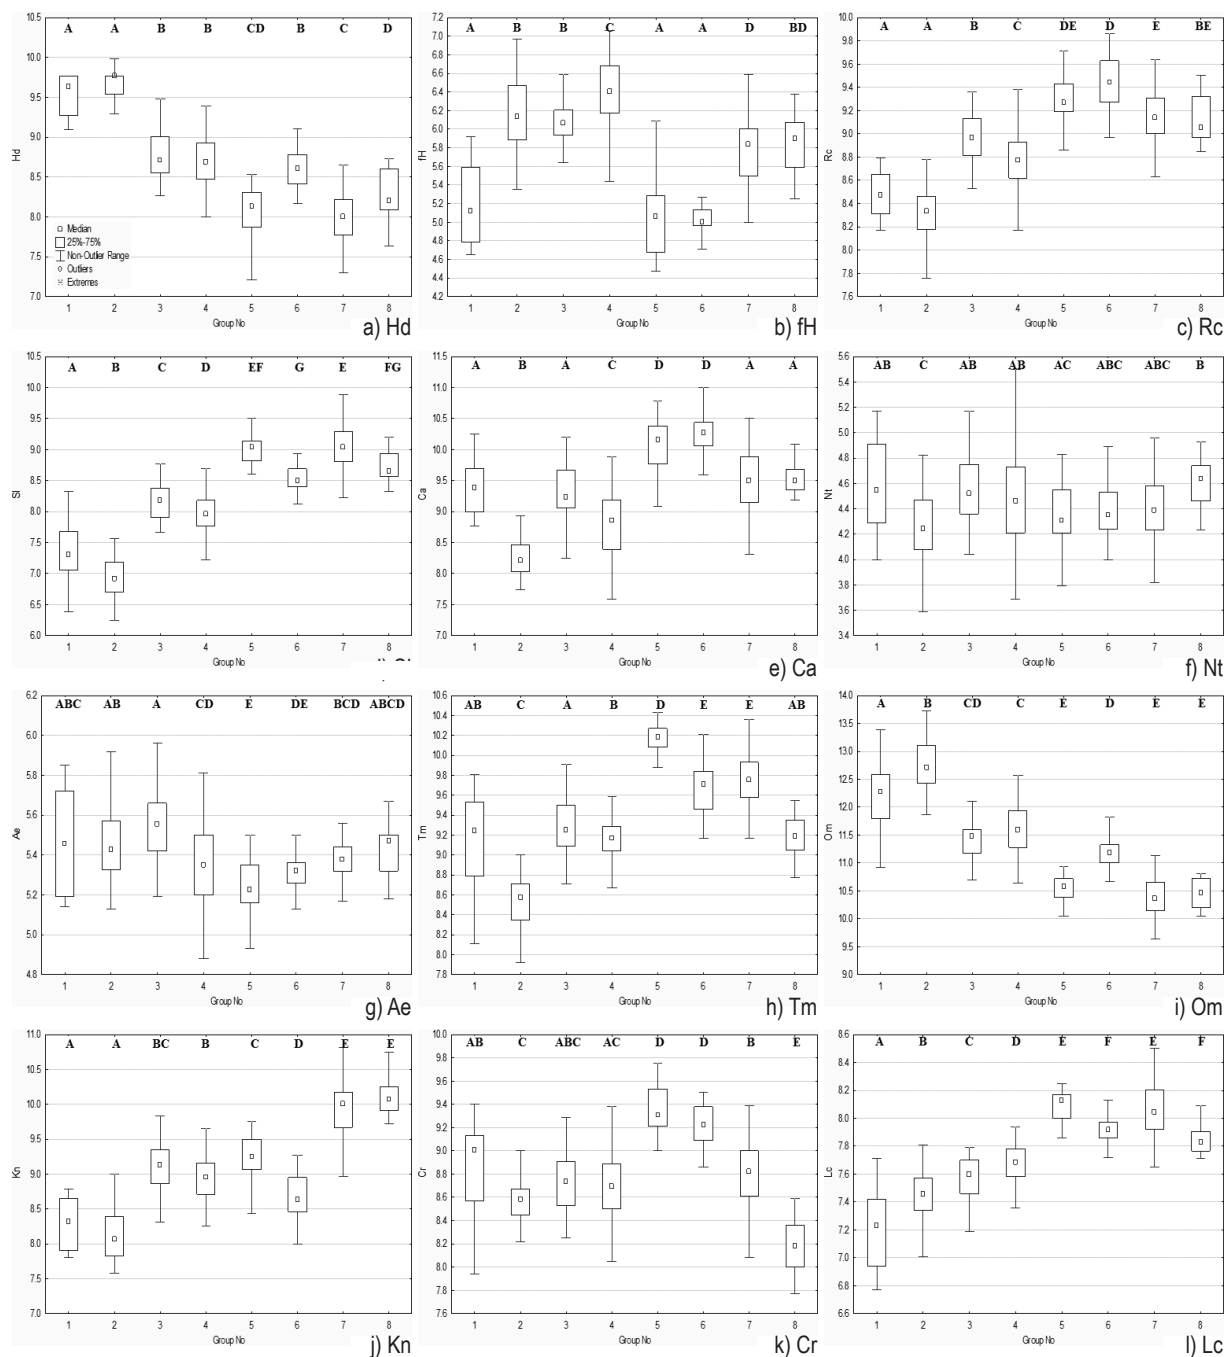 A A B B CD B C D
10.5
10.0
9.5
9.0
8.5
8.0
7.5
7.0
Hd
Median
25%-75%
Non-Outlier Range
Outliers
Extremes
1 2 3 4 5 6 7 8
Group No
a) Hd
A B B C A A D BD
7.2
7.0
6.8
6.6
6.4
6.2
6.0
5.8
5.6
5.4
5.2
5.0
4.8
4.6
4.4
4.2
fH
1 2 3 4 5 6 7 8
Group No
b) fH
A A B C DE D E BE
10.0
9.8
9.6
9.4
9.2
9.0
8.8
8.6
8.4
8.2
8.0
7.8
7.6
Rc
1 2 3 4 5 6 7 8
Group No
c) Rc
A B C D EF G E FG
10.5
10.0
9.5
9.0
8.5
8.0
7.5
7.0
6.5
6.0
Sl
1 2 3 4 5 6 7 8
Group No
A B A C D D A A
11.5
11.0
10.5
10.0
9.5
9.0
8.5
8.0
7.5
7.0
Ca
1 2 3 4 5 6 7 8
Group No
e) Ca
AB C AB AB AC ABC ABC B
5.6
5.4
5.2
5.0
4.8
4.6
4.4
4.2
4.0
3.8
3.6
3.4
Nt
1 2 3 4 5 6 7 8
Group No
f) Nt
ABC AB A CD E DE BCD ABCD
6.2
6.0
5.8
5.6
5.4
5.2
5.0
4.8
Ae
1 2 3 4 5 6 7 8
Group No
g) Ae
AB C A B D E E AB
10.6
10.4
10.2
10.0
9.8
9.6
9.4
9.2
9.0
8.8
8.6
8.4
8.2
8.0
7.8
Tm
1 2 3 4 5 6 7 8
Group No
h) Tm
A B CD C E D E E
14.0
13.5
13.0
12.5
12.0
11.5
11.0
10.5
10.0
9.5
9.0
Om
1 2 3 4 5 6 7 8
Group No
i) Om
A A BC B C D E E
11.0
10.5
10.0
9.5
9.0
8.5
8.0
7.5
7.0
Kn
1 2 3 4 5 6 7 8
Group No
j) Kn
AB C ABC AC D D B E
10.0
9.8
9.6
9.4
9.2
9.0
8.8
8.6
8.4
8.2
8.0
7.8
7.6
Cr
1 2 3 4 5 6 7 8
Group No
k) Cr
A B C D E F E F
8.6
8.4
8.2
8.0
7.8
7.6
7.4
7.2
7.0
6.8
6.6
Lc
1 2 3 4 5 6 7 8
Group No
l) Lc